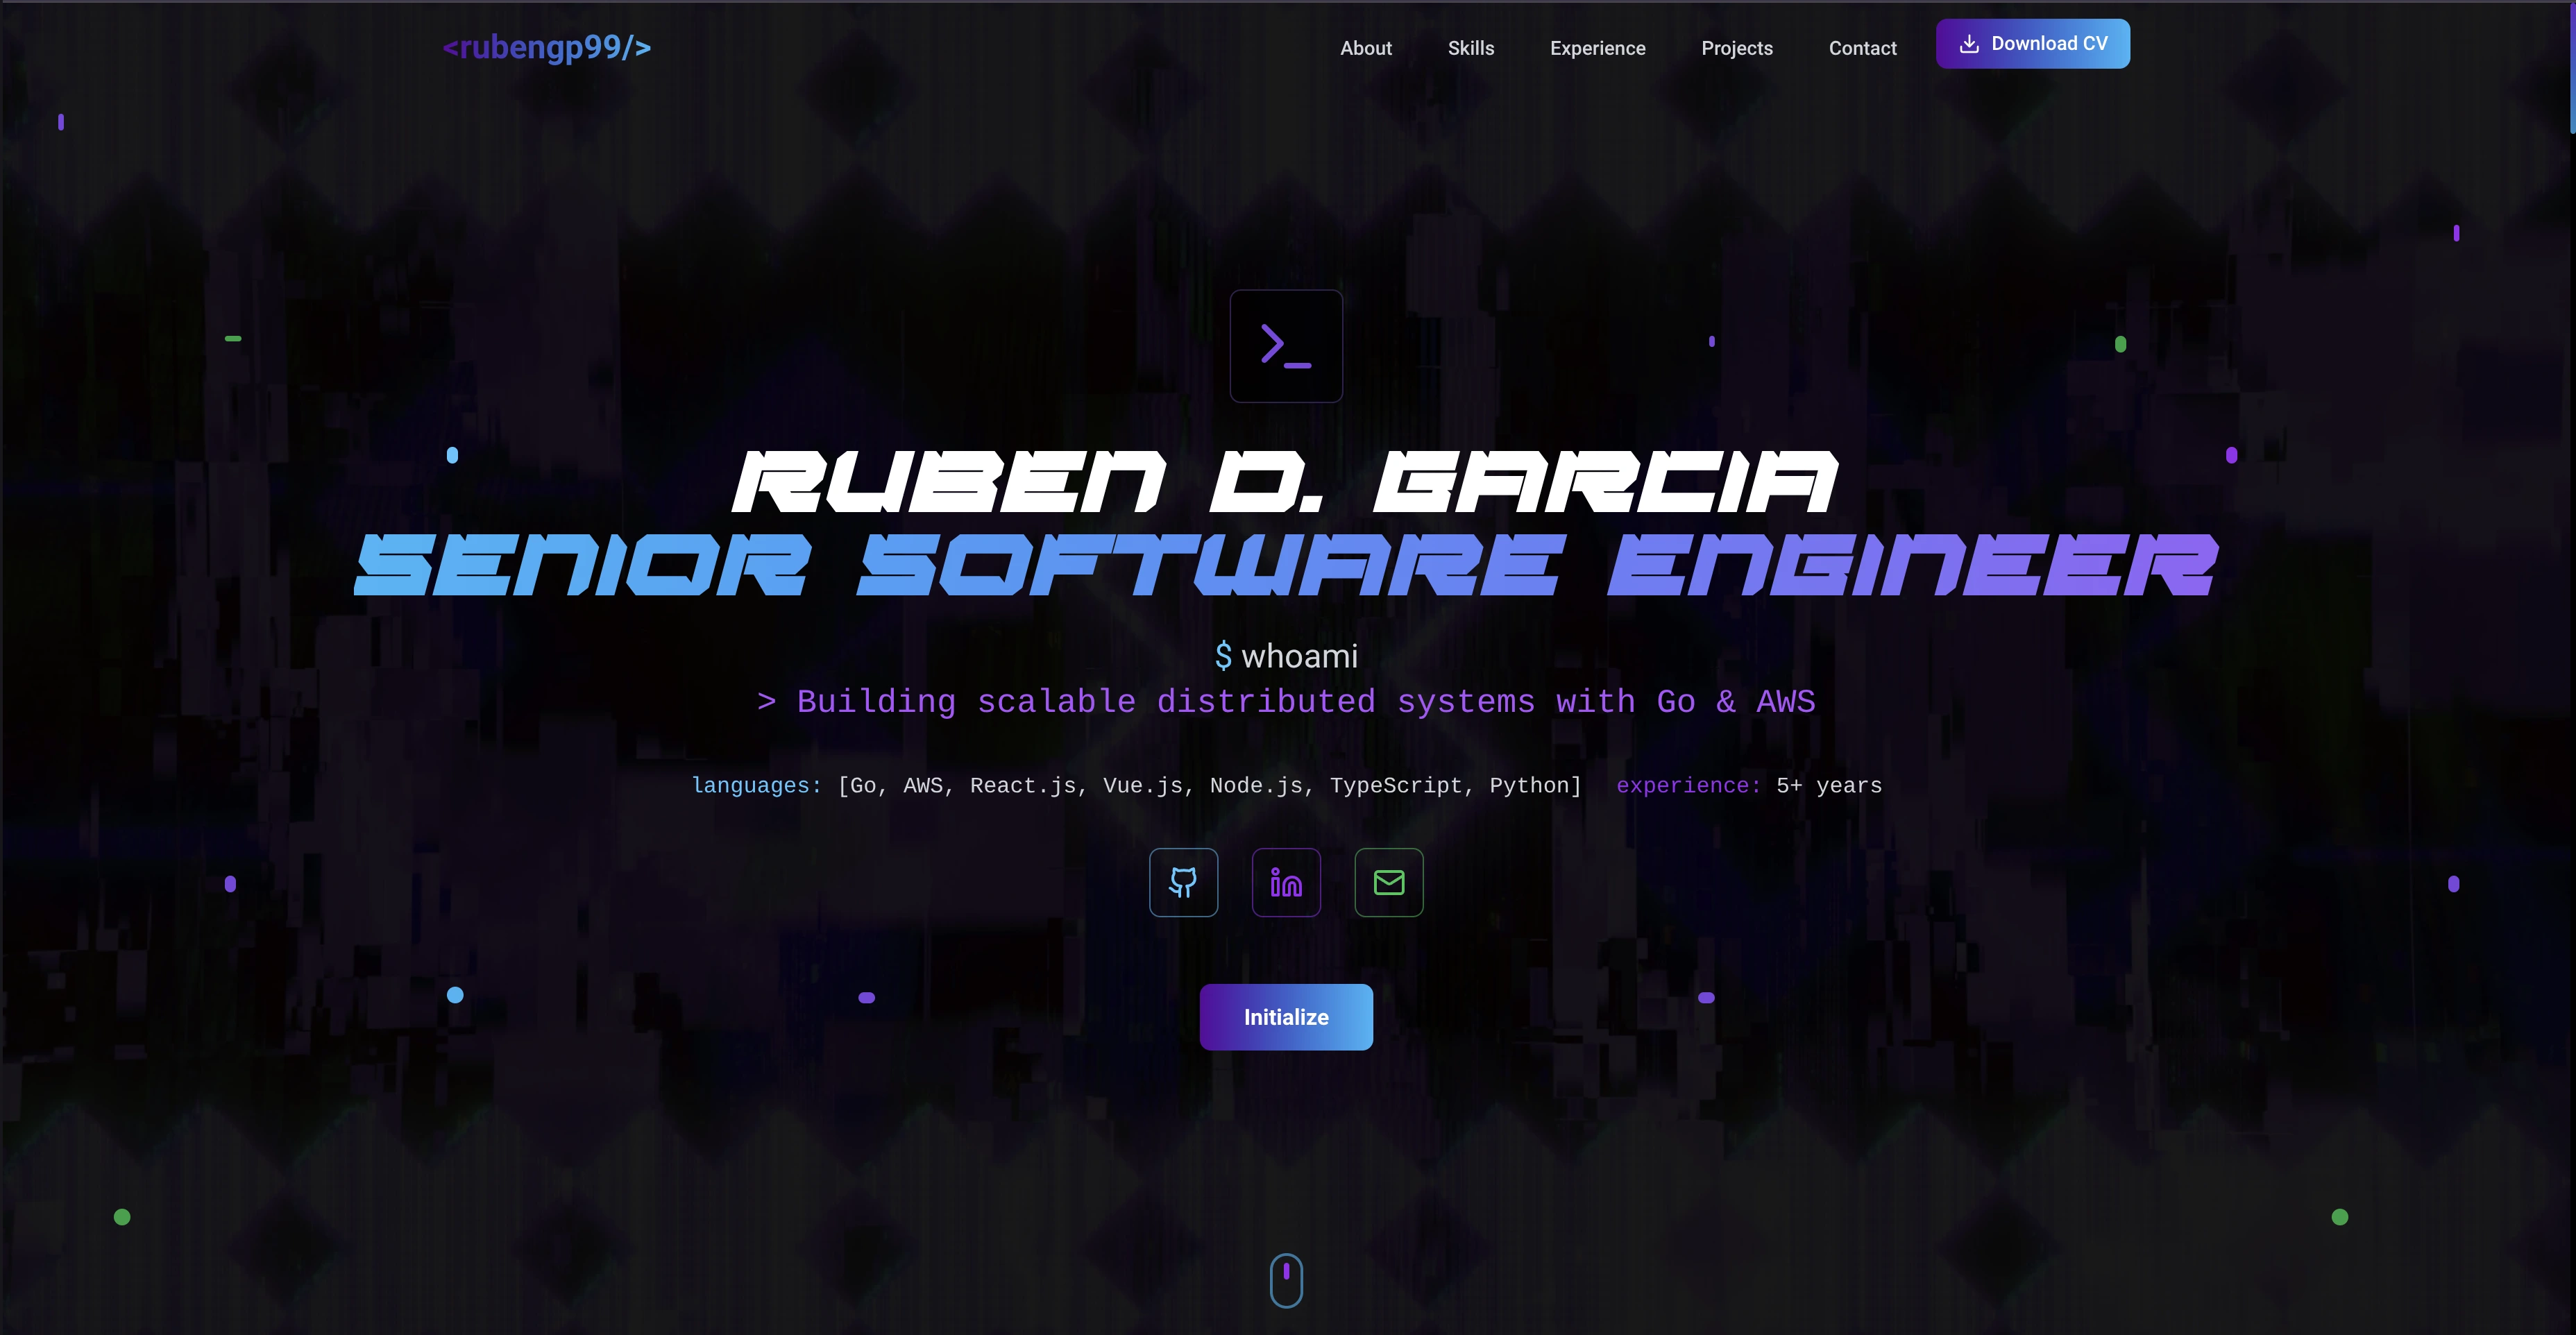 <rubengp99/>
About
Skills
Experience
Projects
Contact
Download CV
RUBEN D. GARCIA
SENIOR SOFTWARE ENGINEER
$ whoami
> Building scalable distributed systems with Go & AWS
languages: [Go, AWS, React.js, Vue.js, Node.js, TypeScript, Python] experience: 5+ years
in
Initialize